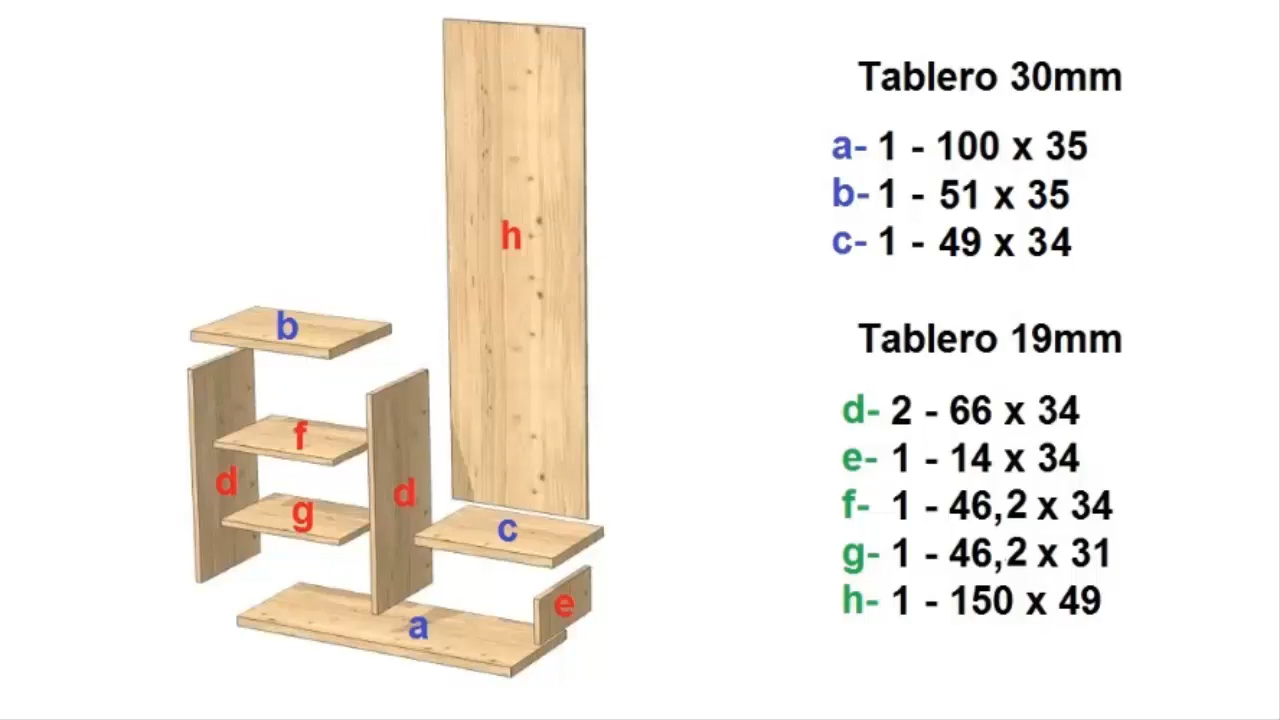 Tablero 30mm
a- 1 - 100 x 35
b- 1 - 51 x 35
c- 1 - 49 x 34
Tablero 19mm
d- 2 - 66 x 34
e- 1 - 14 x 34
f- 1 - 46,2 x 34
g- 1 - 46,2 x 31
h- 1 - 150 x 49
h
b
f
d
d
g
c
e
a